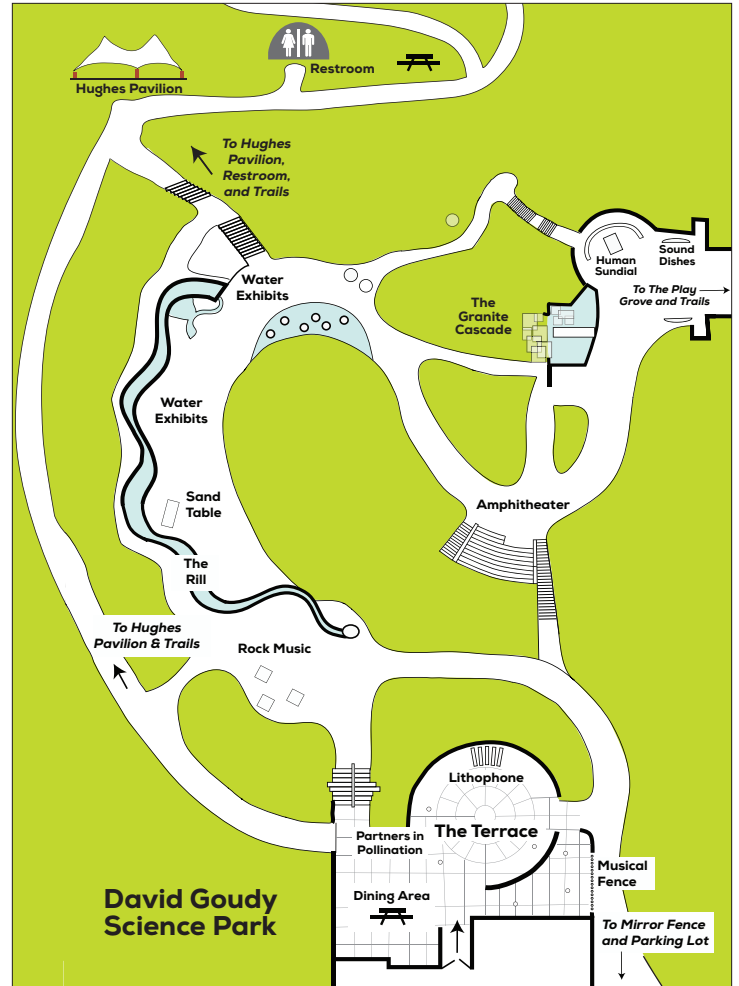 Restroom
Hughes Pavilion
To Hughes
Pavilion,
Restroom,
and Trails
Human
Sundial
Sound
Dishes
To The Play
Grove and Trails
Water
Exhibits
The
Granite
Cascade
Water
Exhibits
Sand
Table
Amphitheater
The
Rill
To Hughes
Pavilion & Trails
Rock Music
Lithophone
The Terrace
Partners in
Pollination
Dining Area
Musical
Fence
David Goudy
Science Park
To Mirror Fence
and Parking Lot